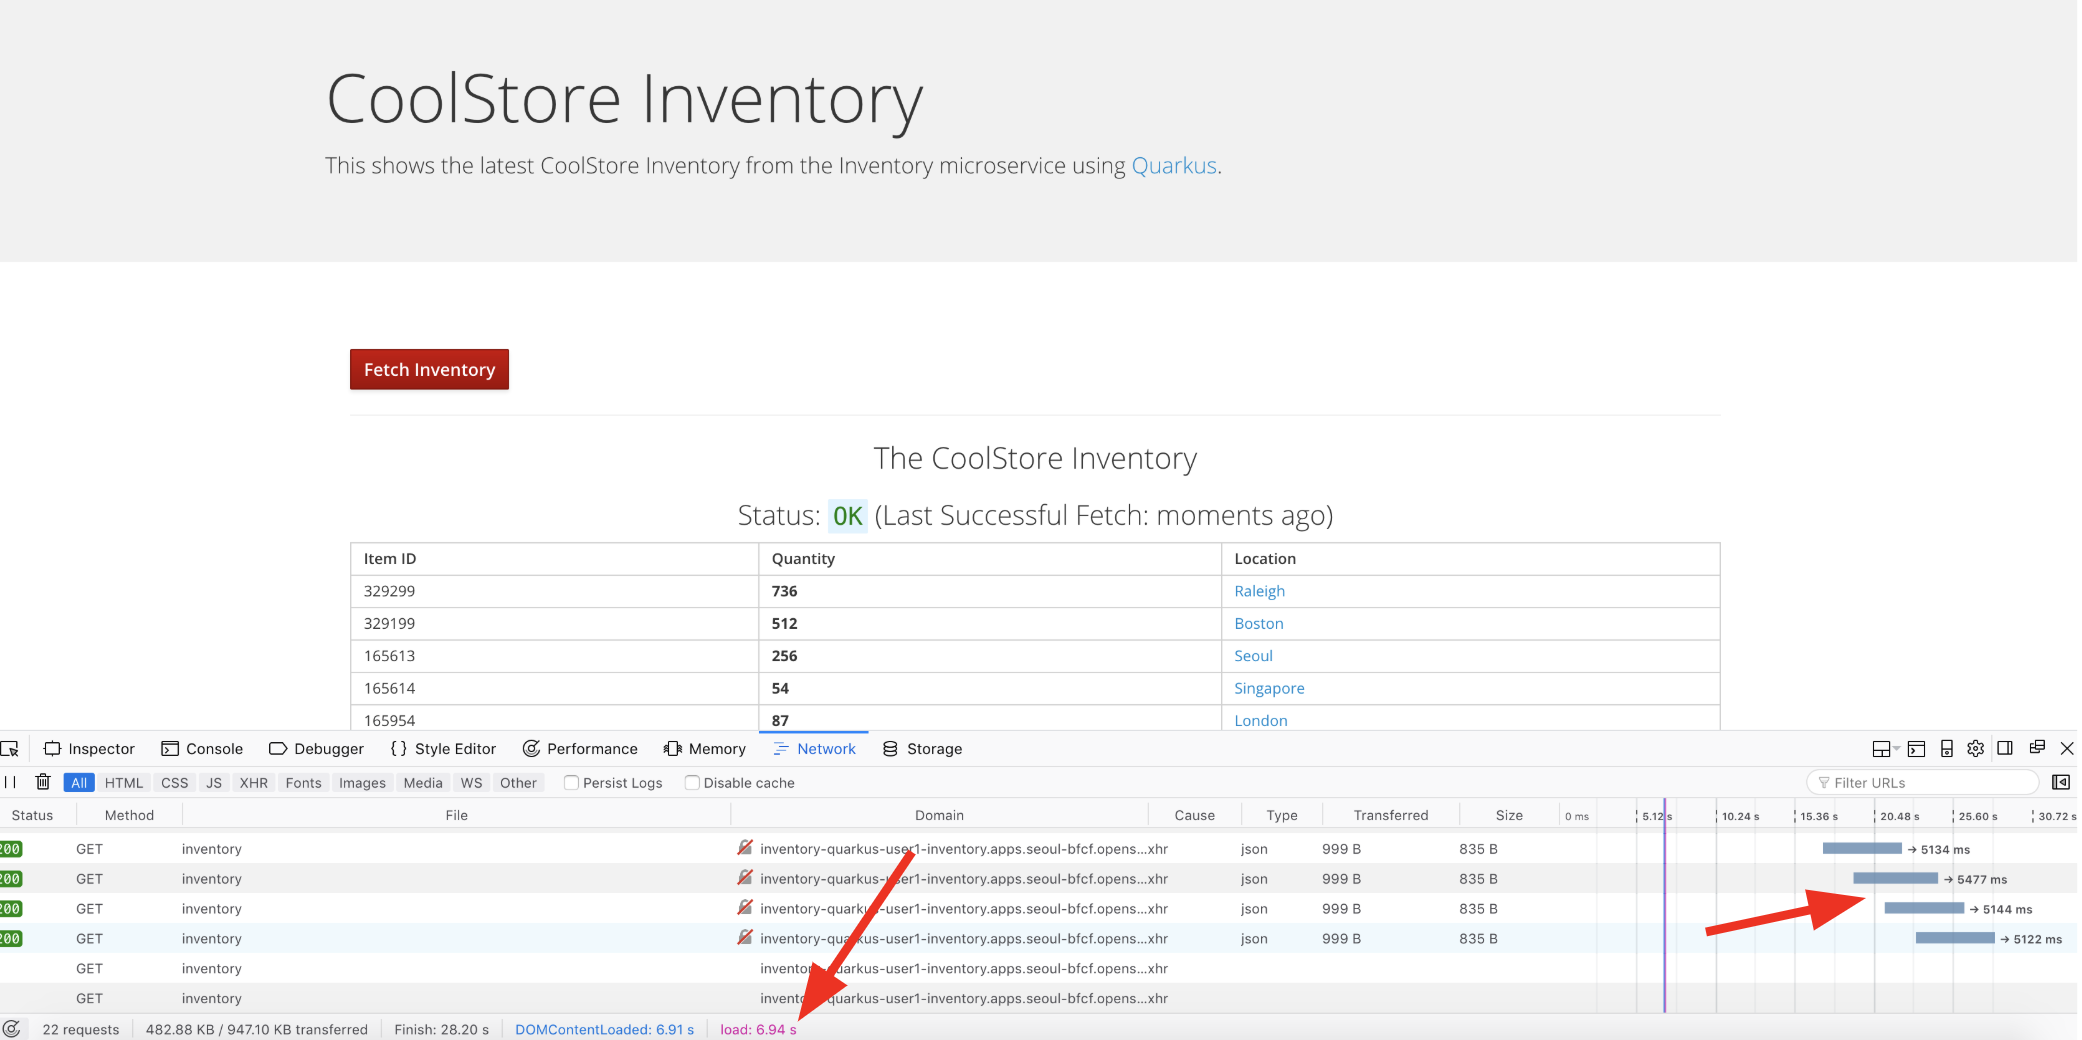 CoolStore Inventory
This shows the latest CoolStore Inventory from the Inventory microservice using Quarkus.
Fetch Inventory
The CoolStore Inventory
Status: OK (Last Successful Fetch: moments ago)
Item ID Quantity Location
329299 736 Raleigh
329199 512 Boston
165613 256 Seoul
165614 54 Singapore
165954 87 London
Inspector Console Debugger { } Style Editor Performance Memory Network Storage
All HTML CSS JS XHR Fonts Images Media WS Other Persist Logs Disable cache Filter URLs
Status Method File Domain Cause Type Transferred Size 0 ms 5.12 s 10.24 s 15.36 s 20.48 s 25.60 s 30.72 s
200 GET inventory inventory-quarkus-user1-inventory.apps.seoul-bfcf.opens... xhr json 999 B 835 B → 5134 ms
200 GET inventory inventory-quarkus-user1-inventory.apps.seoul-bfcf.opens... xhr json 999 B 835 B → 5477 ms
200 GET inventory inventory-quarkus-user1-inventory.apps.seoul-bfcf.opens... xhr json 999 B 835 B → 5144 ms
200 GET inventory inventory-quarkus-user1-inventory.apps.seoul-bfcf.opens... xhr json 999 B 835 B → 5122 ms
GET inventory inventory-quarkus-user1-inventory.apps.seoul-bfcf.opens... xhr
GET inventory inventory-quarkus-user1-inventory.apps.seoul-bfcf.opens... xhr
22 requests 482.88 KB / 947.10 KB transferred Finish: 28.20 s DOMContentLoaded: 6.91 s load: 6.94 s